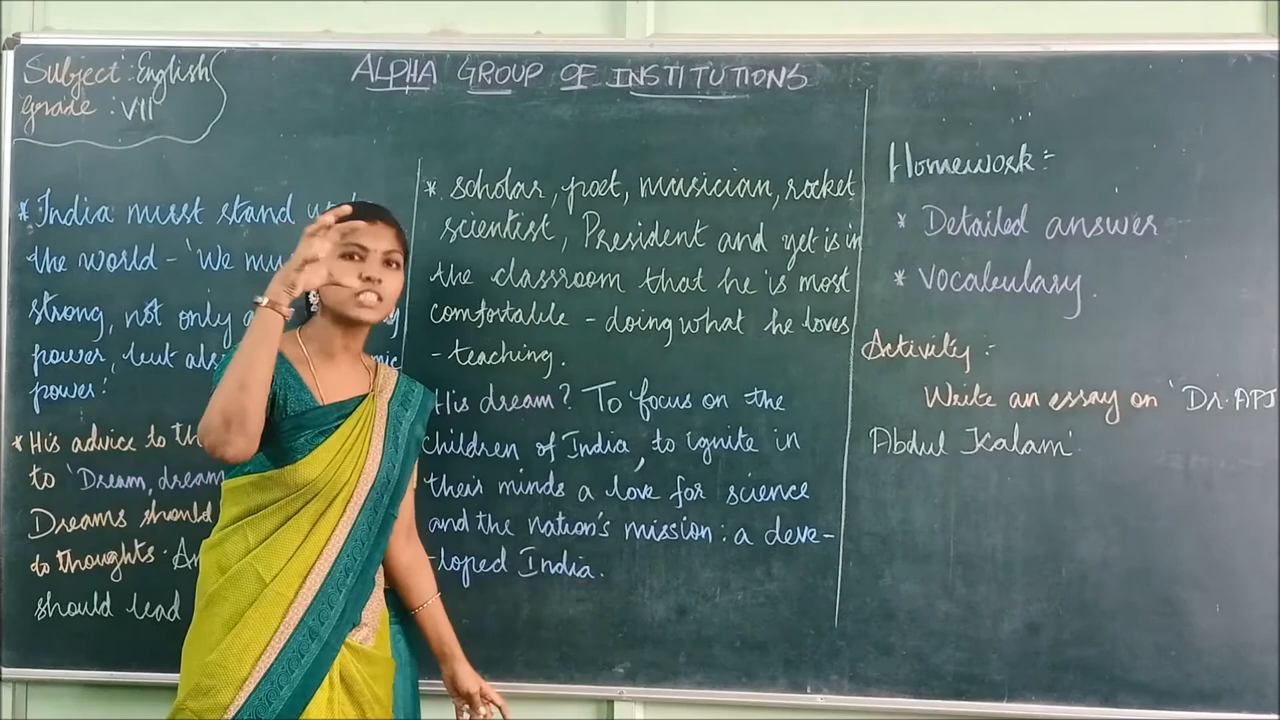 Subject : English
Grade : VII
ALPHA GROUP OF INSTITUTIONS
* India must stand
the world - 'We
strong, not only
power, but
power!
* His advice to
to 'Dream, dream
Dreams should
to thoughts.
should lead
* scholar, poet, musician, rocket
scientist, President and yet is in
the classroom that he is most
comfortable - doing what he loves
- teaching.
His dream? To focus on the
children of India, to ignite in
their minds a love for science
and the nation's mission: a deve-
-loped India.
Homework:-
* Detailed answer
* Vocabulary.
Activity :-
Write an essay on 'Dr. APJ
Abdul Kalam'.